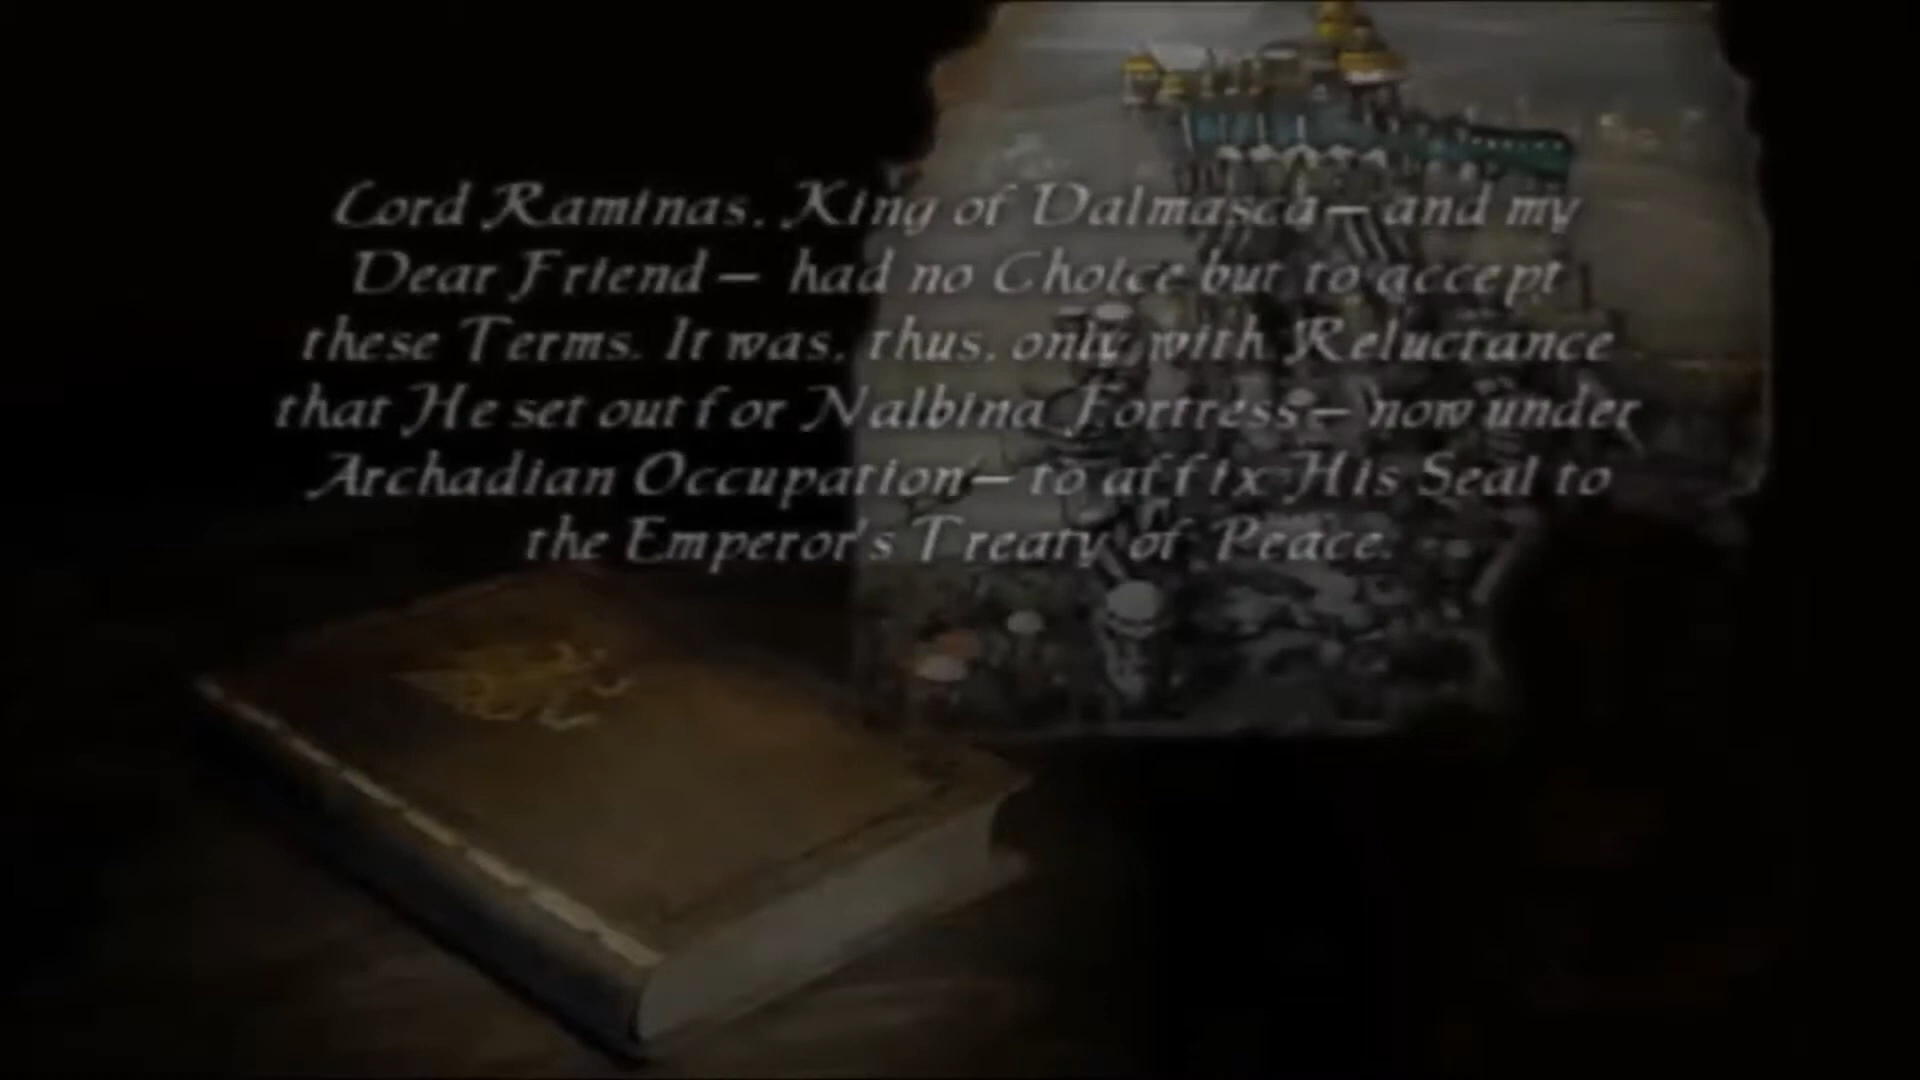 Lord Raminas, King of Dalmasca — and my
Dear Friend — had no Choice but to accept
these Terms. It was, thus, only with Reluctance
that He set out for Nalbina Fortress — now under
Archadian Occupation — to affix His Seal to
the Emperor's Treaty of Peace.